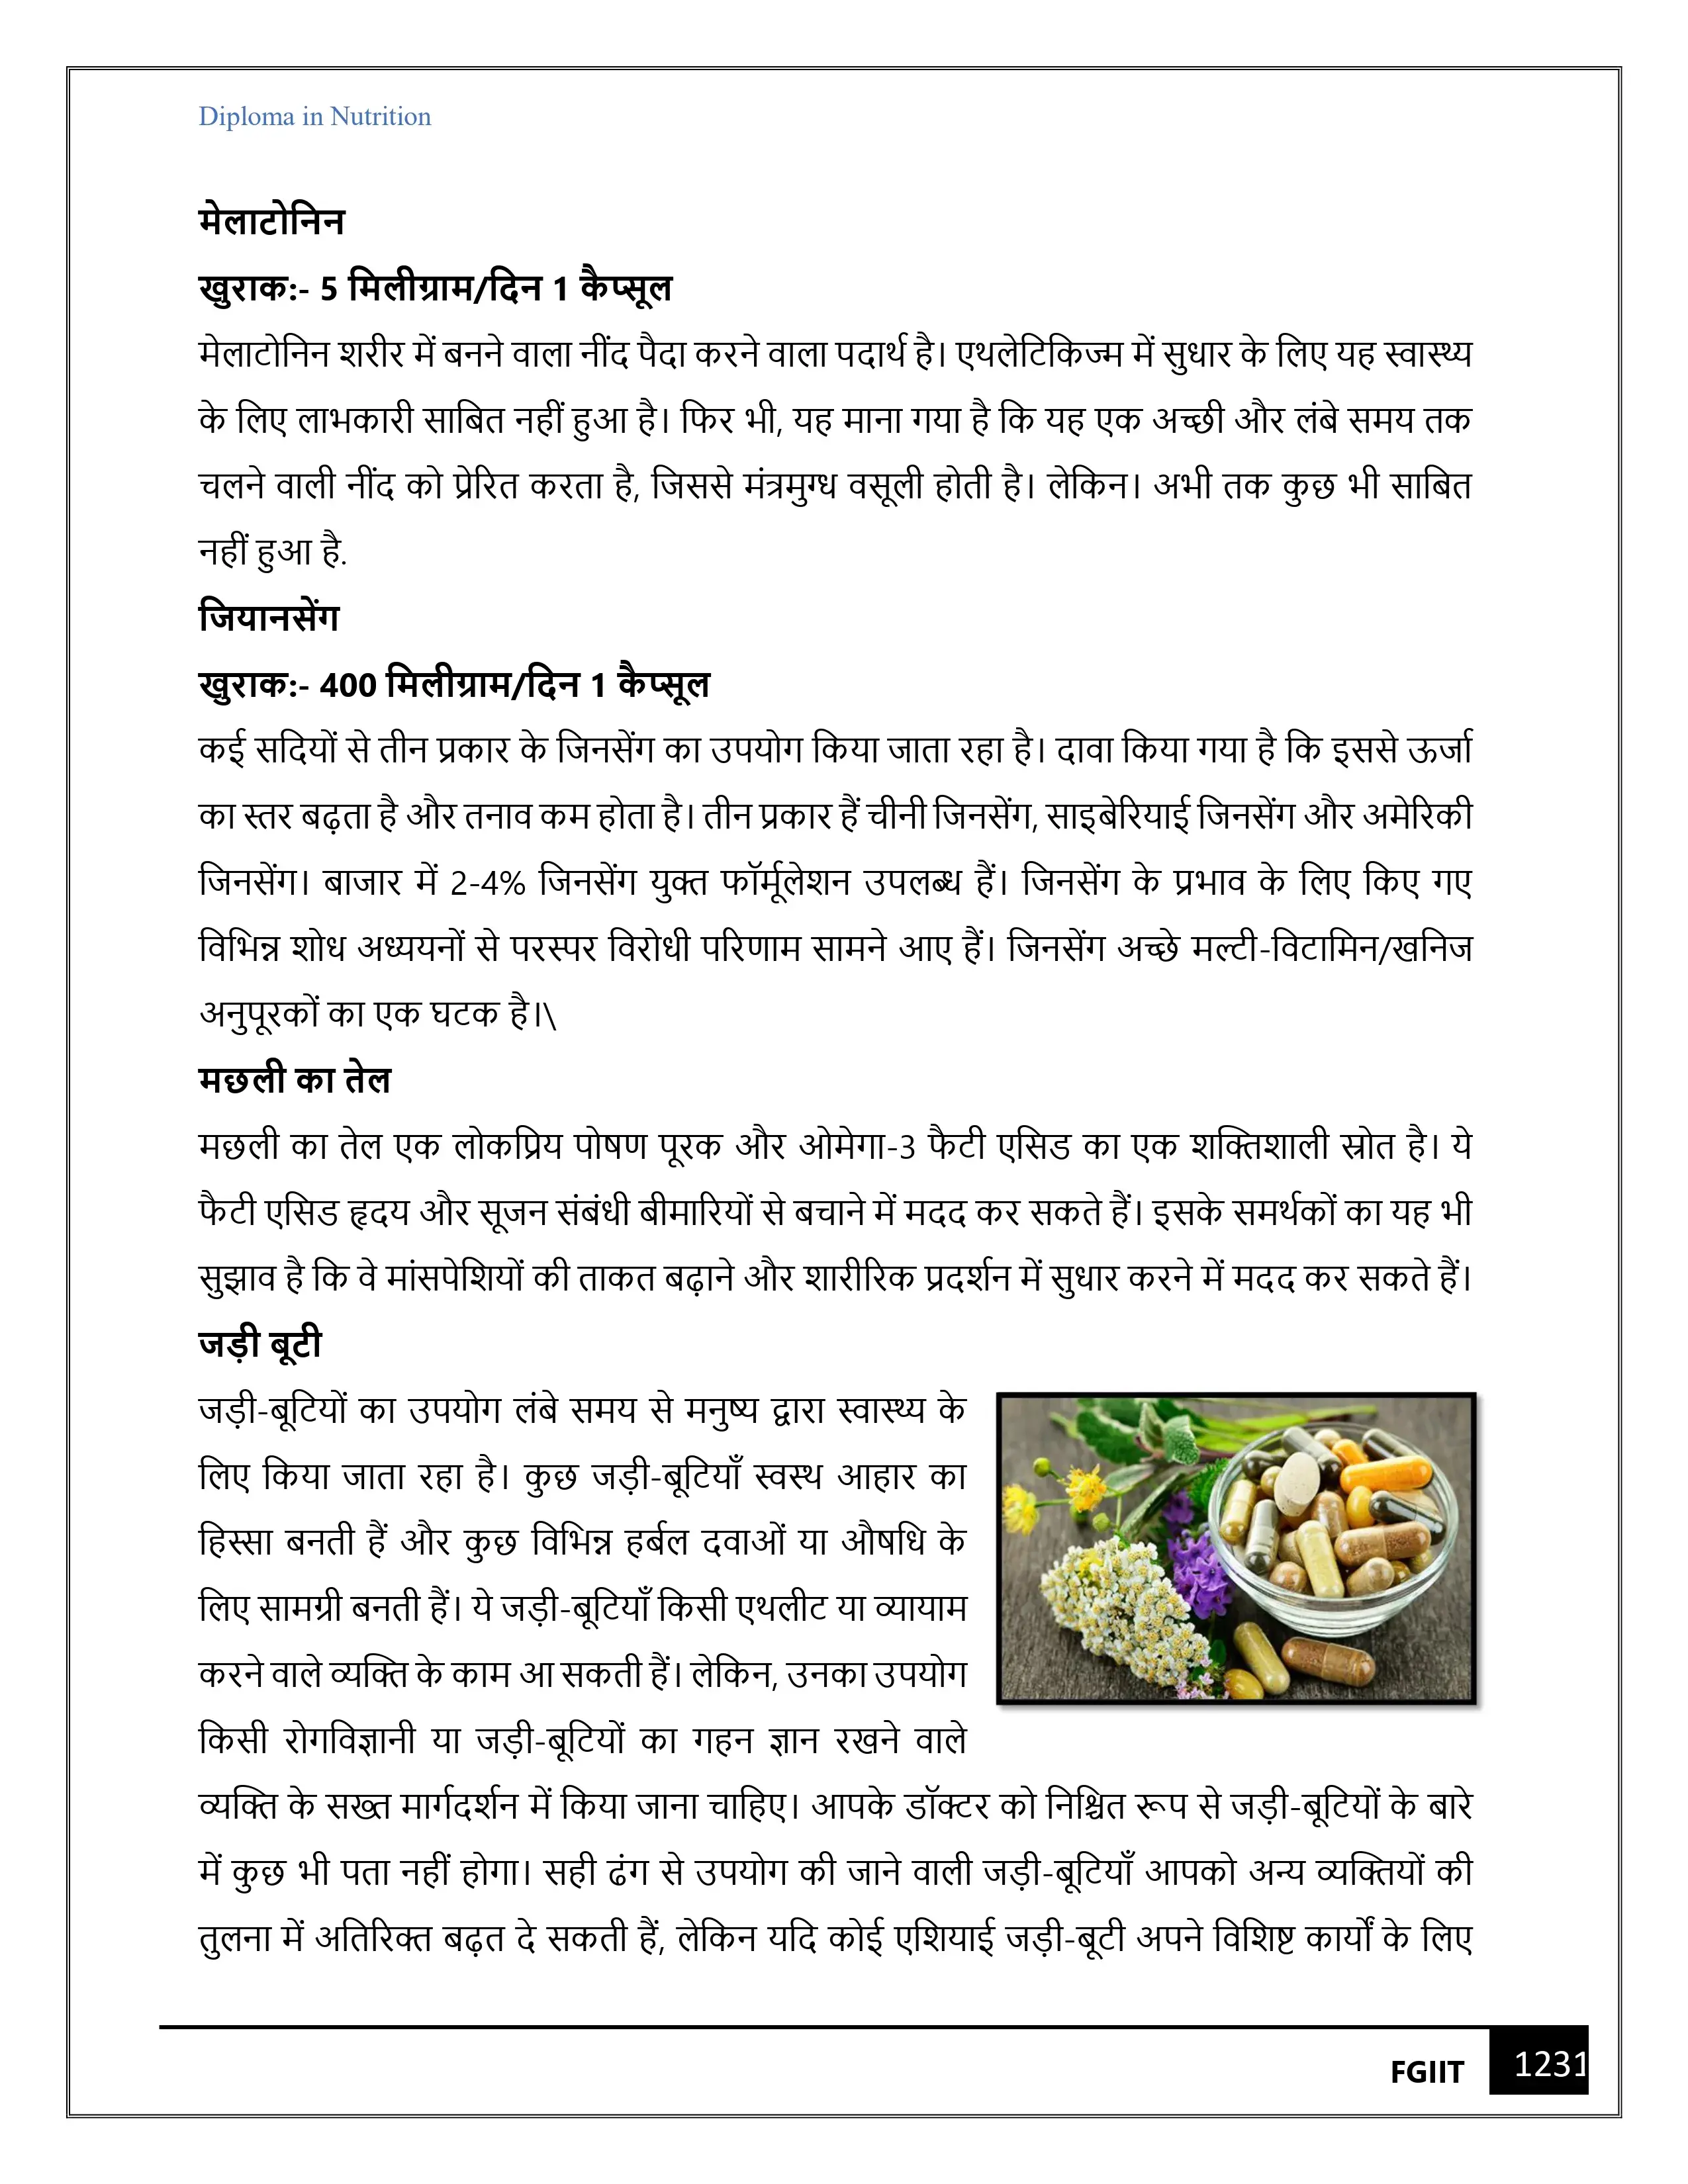 Diploma in Nutrition
मेलाटोनिन
खुराक:- 5 मिलीग्राम/दिन 1 कैप्सूल
मेलाटोनिन शरीर में बनने वाला नींद पैदा करने वाला पदार्थ है। एथलेटिकिज्म में सुधार के लिए यह स्वास्थ्य
के लिए लाभकारी साबित नहीं हुआ है। फिर भी, यह माना गया है कि यह एक अच्छी और लंबे समय तक
चलने वाली नींद को प्रेरित करता है, जिससे मंत्रमुग्ध वसूली होती है। लेकिन। अभी तक कुछ भी साबित
नहीं हुआ है.
जियानसेंग
खुराक:- 400 मिलीग्राम/दिन 1 कैप्सूल
कई सदियों से तीन प्रकार के जिनसेंग का उपयोग किया जाता रहा है। दावा किया गया है कि इससे ऊर्जा
का स्तर बढ़ता है और तनाव कम होता है। तीन प्रकार हैं चीनी जिनसेंग, साइबेरियाई जिनसेंग और अमेरिकी
जिनसेंग। बाजार में 2-4% जिनसेंग युक्त फॉर्मूलेशन उपलब्ध हैं। जिनसेंग के प्रभाव के लिए किए गए
विभिन्न शोध अध्ययनों से परस्पर विरोधी परिणाम सामने आए हैं। जिनसेंग अच्छे मल्टी-विटामिन/खनिज
अनुपूरकों का एक घटक है।\
मछली का तेल
मछली का तेल एक लोकप्रिय पोषण पूरक और ओमेगा-3 फैटी एसिड का एक शक्तिशाली स्रोत है। ये
फैटी एसिड हृदय और सूजन संबंधी बीमारियों से बचाने में मदद कर सकते हैं। इसके समर्थकों का यह भी
सुझाव है कि वे मांसपेशियों की ताकत बढ़ाने और शारीरिक प्रदर्शन में सुधार करने में मदद कर सकते हैं।
जड़ी बूटी
जड़ी-बूटियों का उपयोग लंबे समय से मनुष्य द्वारा स्वास्थ्य के
लिए किया जाता रहा है। कुछ जड़ी-बूटियाँ स्वस्थ आहार का
हिस्सा बनती हैं और कुछ विभिन्न हर्बल दवाओं या औषधि के
लिए सामग्री बनती हैं। ये जड़ी-बूटियाँ किसी एथलीट या व्यायाम
करने वाले व्यक्ति के काम आ सकती हैं। लेकिन, उनका उपयोग
किसी रोगविज्ञानी या जड़ी-बूटियों का गहन ज्ञान रखने वाले
व्यक्ति के सख्त मार्गदर्शन में किया जाना चाहिए। आपके डॉक्टर को निश्चित रूप से जड़ी-बूटियों के बारे
में कुछ भी पता नहीं होगा। सही ढंग से उपयोग की जाने वाली जड़ी-बूटियाँ आपको अन्य व्यक्तियों की
तुलना में अतिरिक्त बढ़त दे सकती हैं, लेकिन यदि कोई एशियाई जड़ी-बूटी अपने विशिष्ट कार्यों के लिए
FGIIT 1231